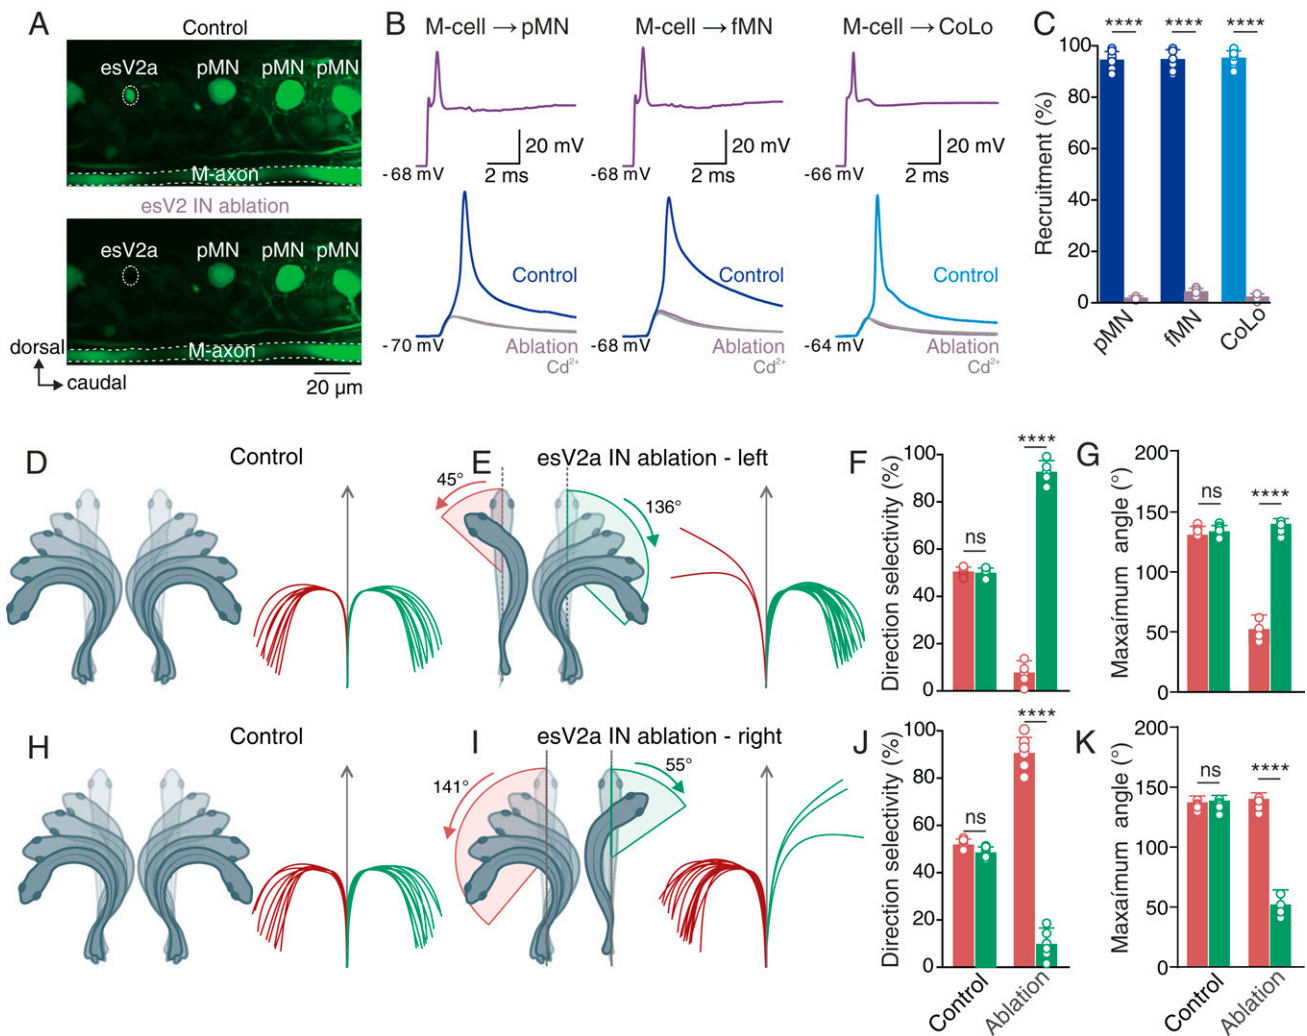 A
Control
esV2a
pMN
pMN
pMN
M-axon
esV2 IN ablation
esV2a
pMN
pMN
pMN
M-axon
dorsal
caudal
20 µm
B
M-cell → pMN
M-cell → fMN
M-cell → CoLo
20 mV
2 ms
-68 mV
20 mV
2 ms
-68 mV
20 mV
2 ms
-66 mV
Control
Ablation
Cd²⁺
-70 mV
Control
Ablation
Cd²⁺
-68 mV
Control
Ablation
Cd²⁺
-64 mV
C
**** **** ****
Recruitment (%)
100
80
60
40
20
0
pMN
fMN
CoLo
D
Control
E
esV2a IN ablation - left
45°
136°
F
Direction selectivity (%)
100
80
60
40
20
0
ns
****
G
Maxaímum angle (°)
200
150
100
50
0
ns
****
H
Control
I
esV2a IN ablation - right
141°
55°
J
Direction selectivity (%)
100
80
60
40
20
0
ns
****
Control
Ablation
K
Maxaímum angle (°)
200
150
100
50
0
ns
****
Control
Ablation